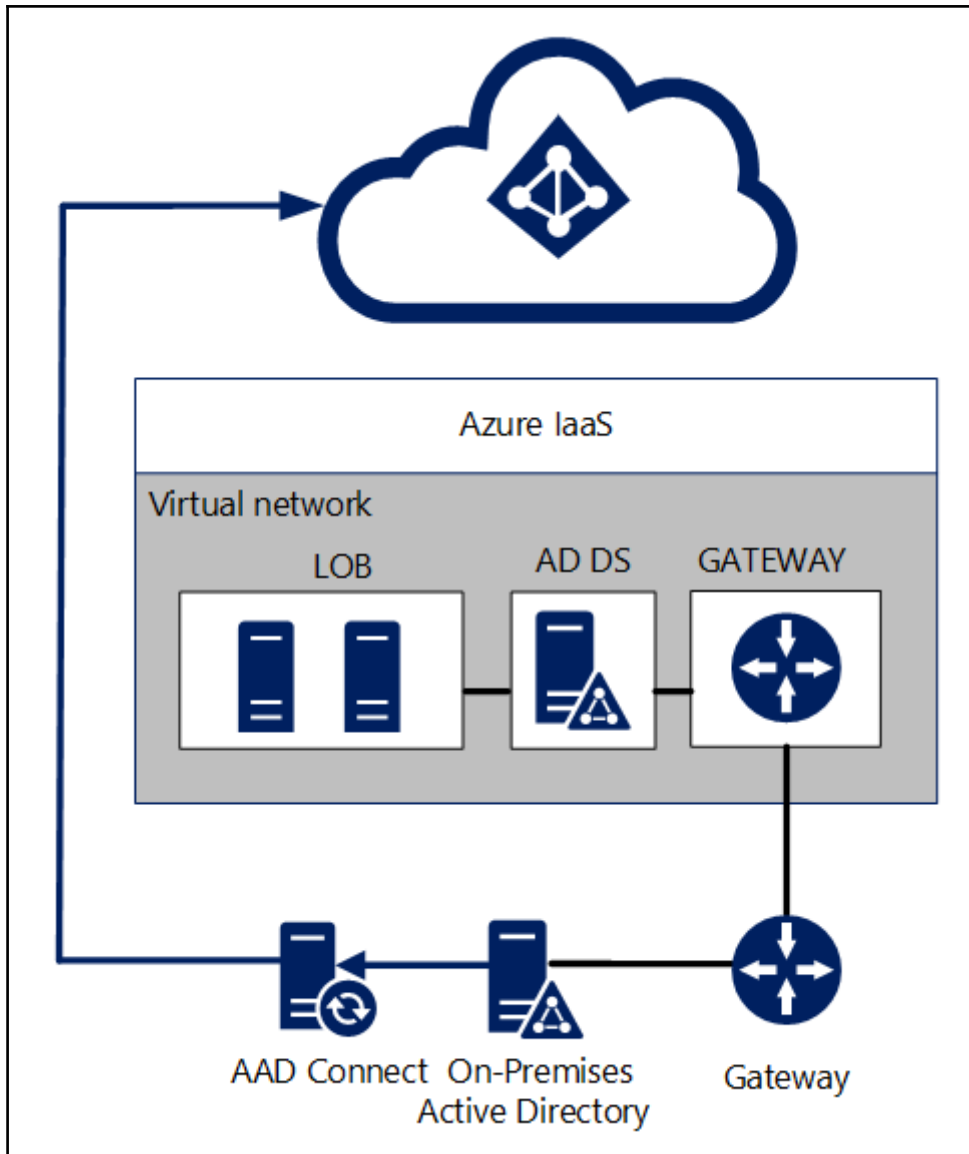 Azure IaaS
Virtual network
LOB
AD DS
GATEWAY
AAD Connect
On-Premises
Active Directory
Gateway